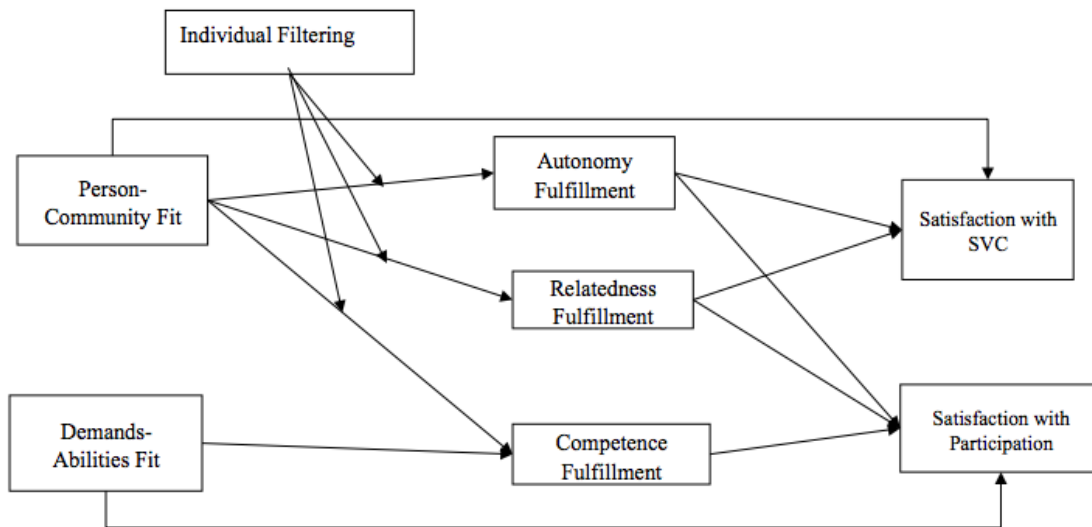 Individual Filtering
Person-
Community Fit
Autonomy
Fulfillment
Satisfaction with
SVC
Relatedness
Fulfillment
Demands-
Abilities Fit
Competence
Fulfillment
Satisfaction with
Participation